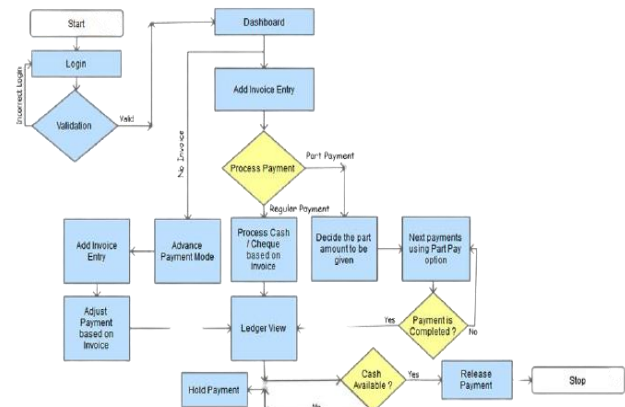 Start
Dashboard
Login
Incorrect Login
Validation
Valid
Add Invoice Entry
No Invoice
Process Payment
Part Payment
Reguler Payment
Add Invoice
Entry
Advance
Payment Mode
Process Cash
/ Cheque
based on
Invoice
Decide the part
amount to be
given
Next payments
using Part Pay
option
Adjust
Payment
based on
Invoice
Ledger View
Yes
Payment is
Completed ?
No
Hold Payment
Cash
Available ?
Yes
Release
Payment
Stop
No